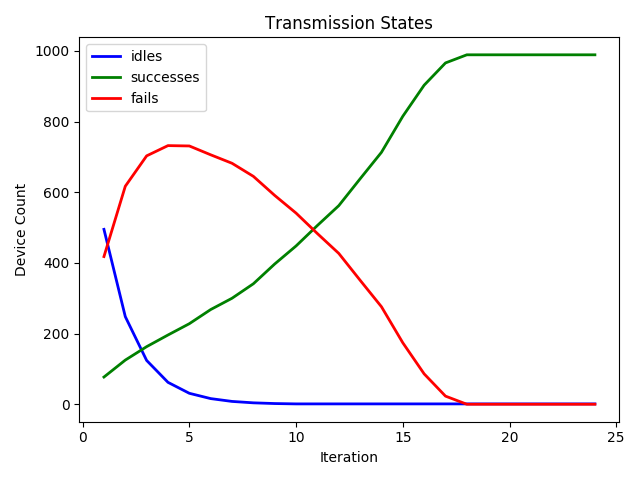 Transmission States
idles
successes
fails
1000
800
600
400
200
0
Device Count
0 5 10 15 20 25
Iteration